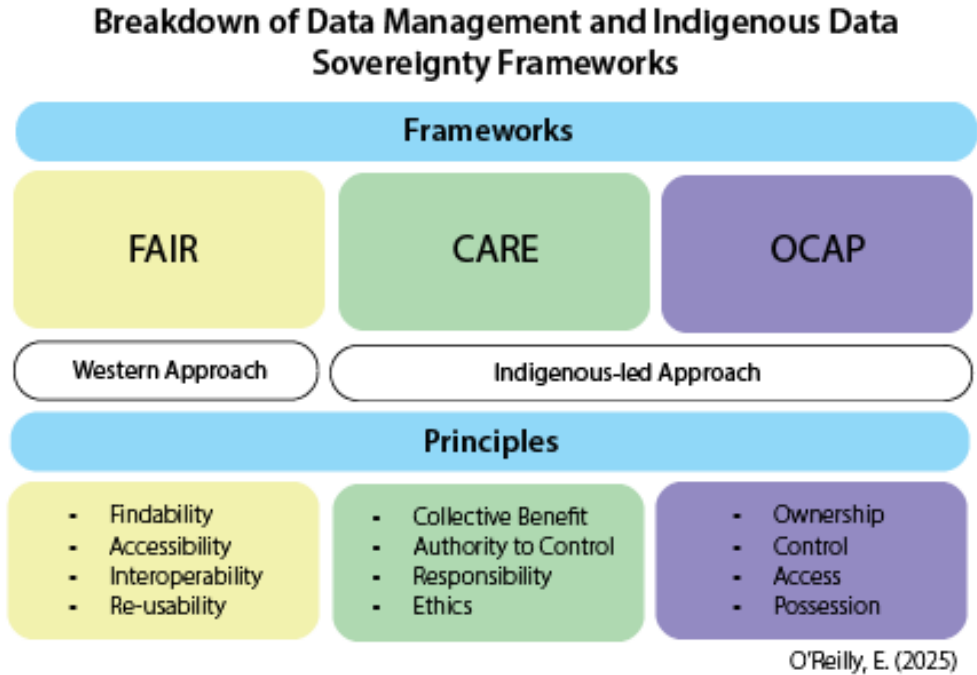 Breakdown of Data Management and Indigenous Data
Sovereignty Frameworks
Frameworks
FAIR
CARE
OCAP
Western Approach
Indigenous-led Approach
Principles
- Findability
- Accessibility
- Interoperability
- Re-usability
- Collective Benefit
- Authority to Control
- Responsibility
- Ethics
- Ownership
- Control
- Access
- Possession
O'Reilly, E. (2025)